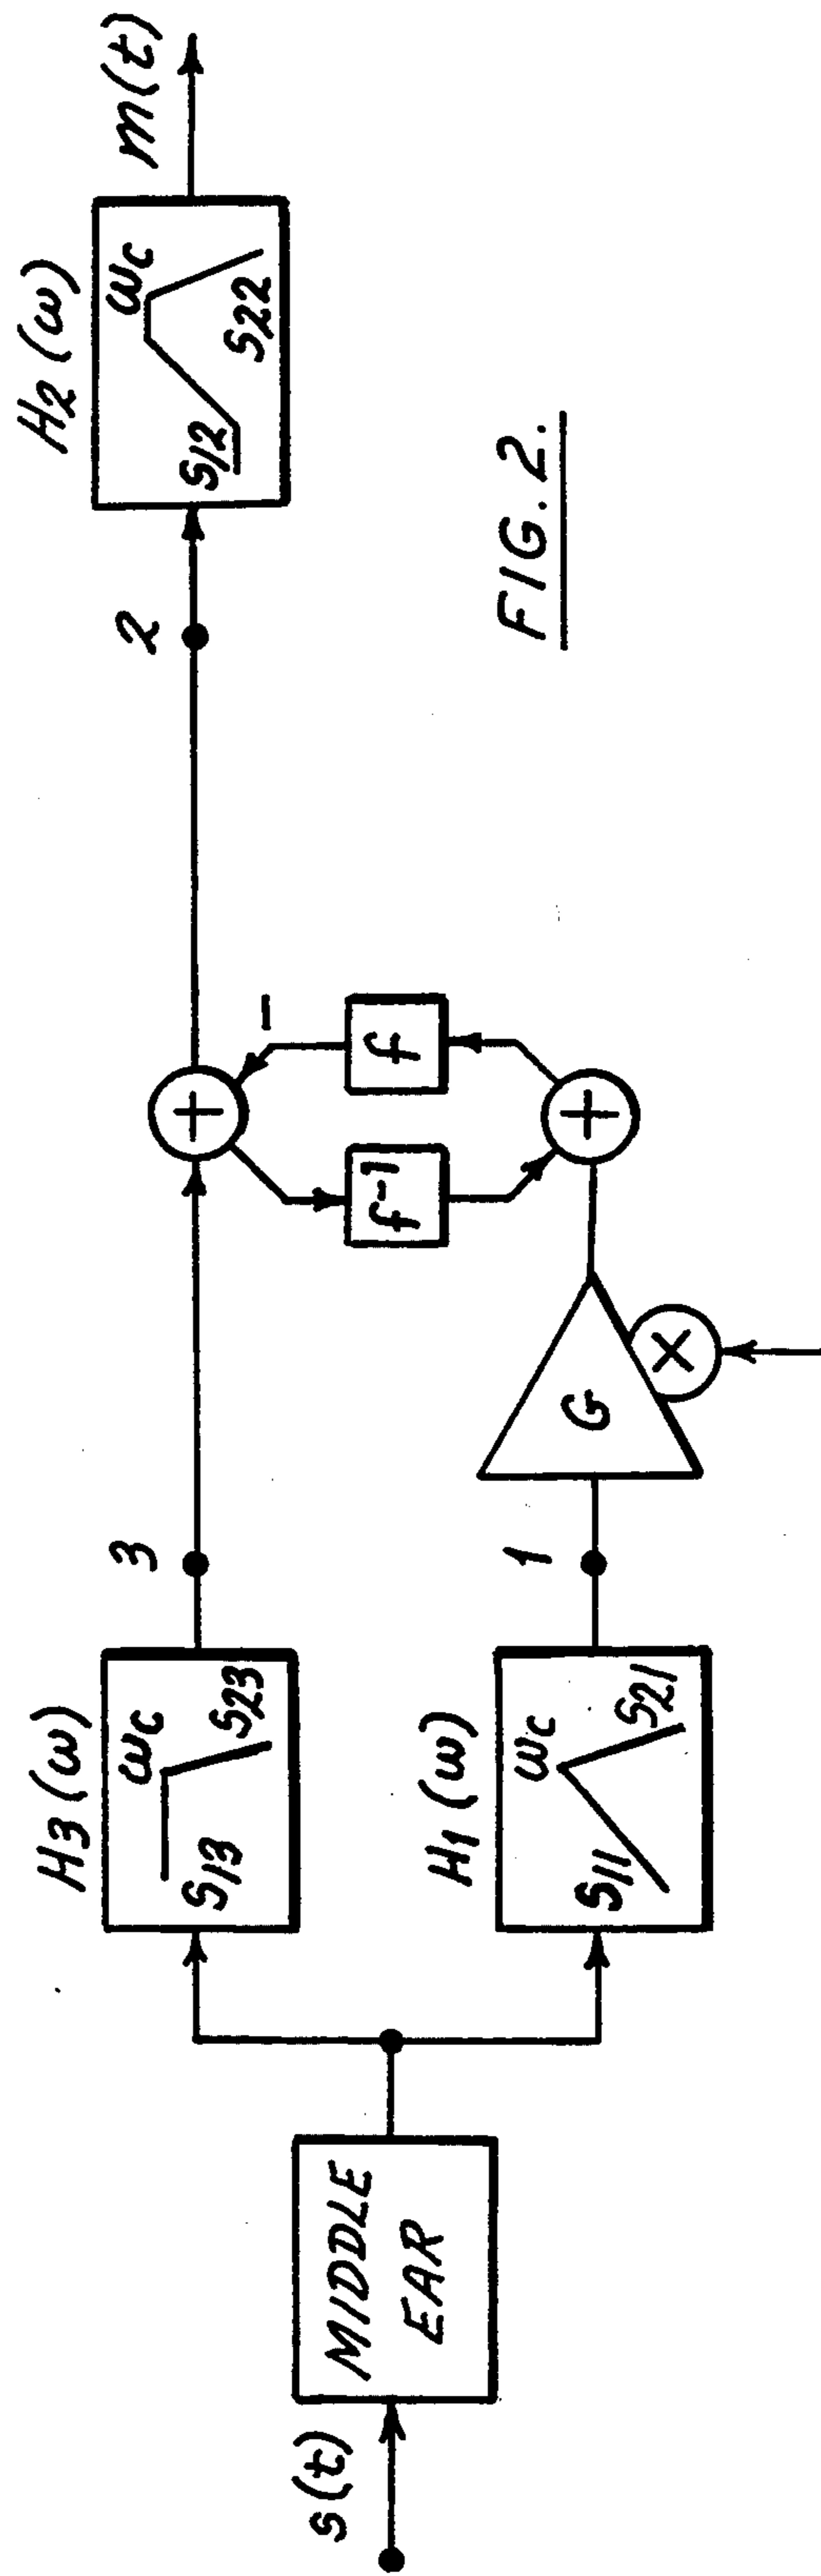 s(t)
MIDDLE
EAR
H3(ω)
S13
ωc
S23
3
H1(ω)
S11
ωc
S21
1
G
×
+
f-1
f
-
+
2
H2(ω)
S12
ωc
S22
m(t)
FIG. 2.